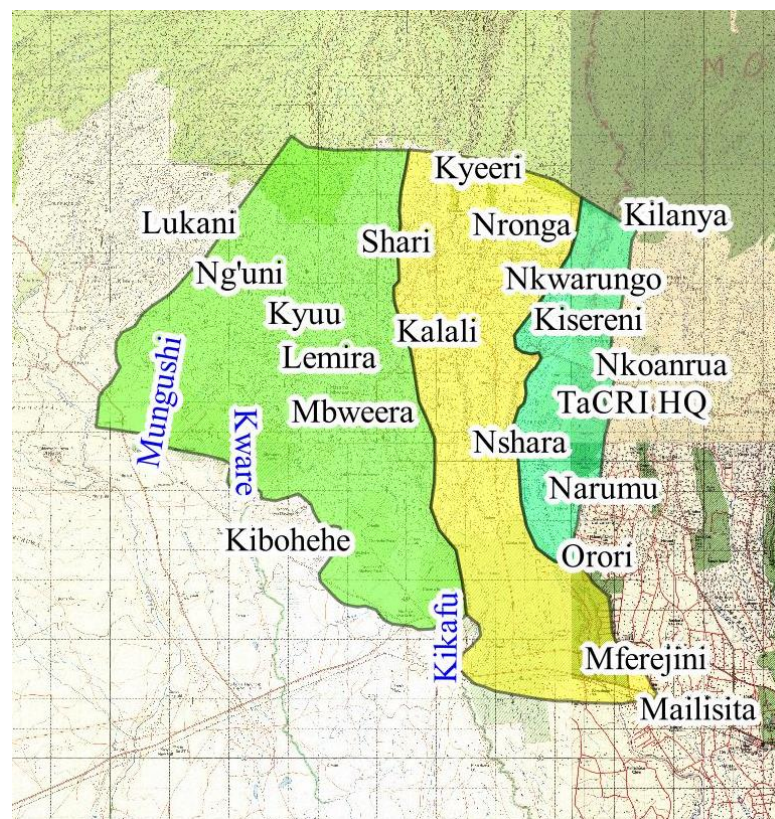 M O
Kyeeri
Lukani
Nronga
Kilanya
Shari
Ng'uni
Nkwarungo
Kyuu
Kisereni
Kalali
Lemira
Nkoanrua
Mungushi
TaCRI HQ
Mbweera
Kware
Nshara
Narumu
Kibohehe
Orori
Kikafu
Mferejini
Mailisita